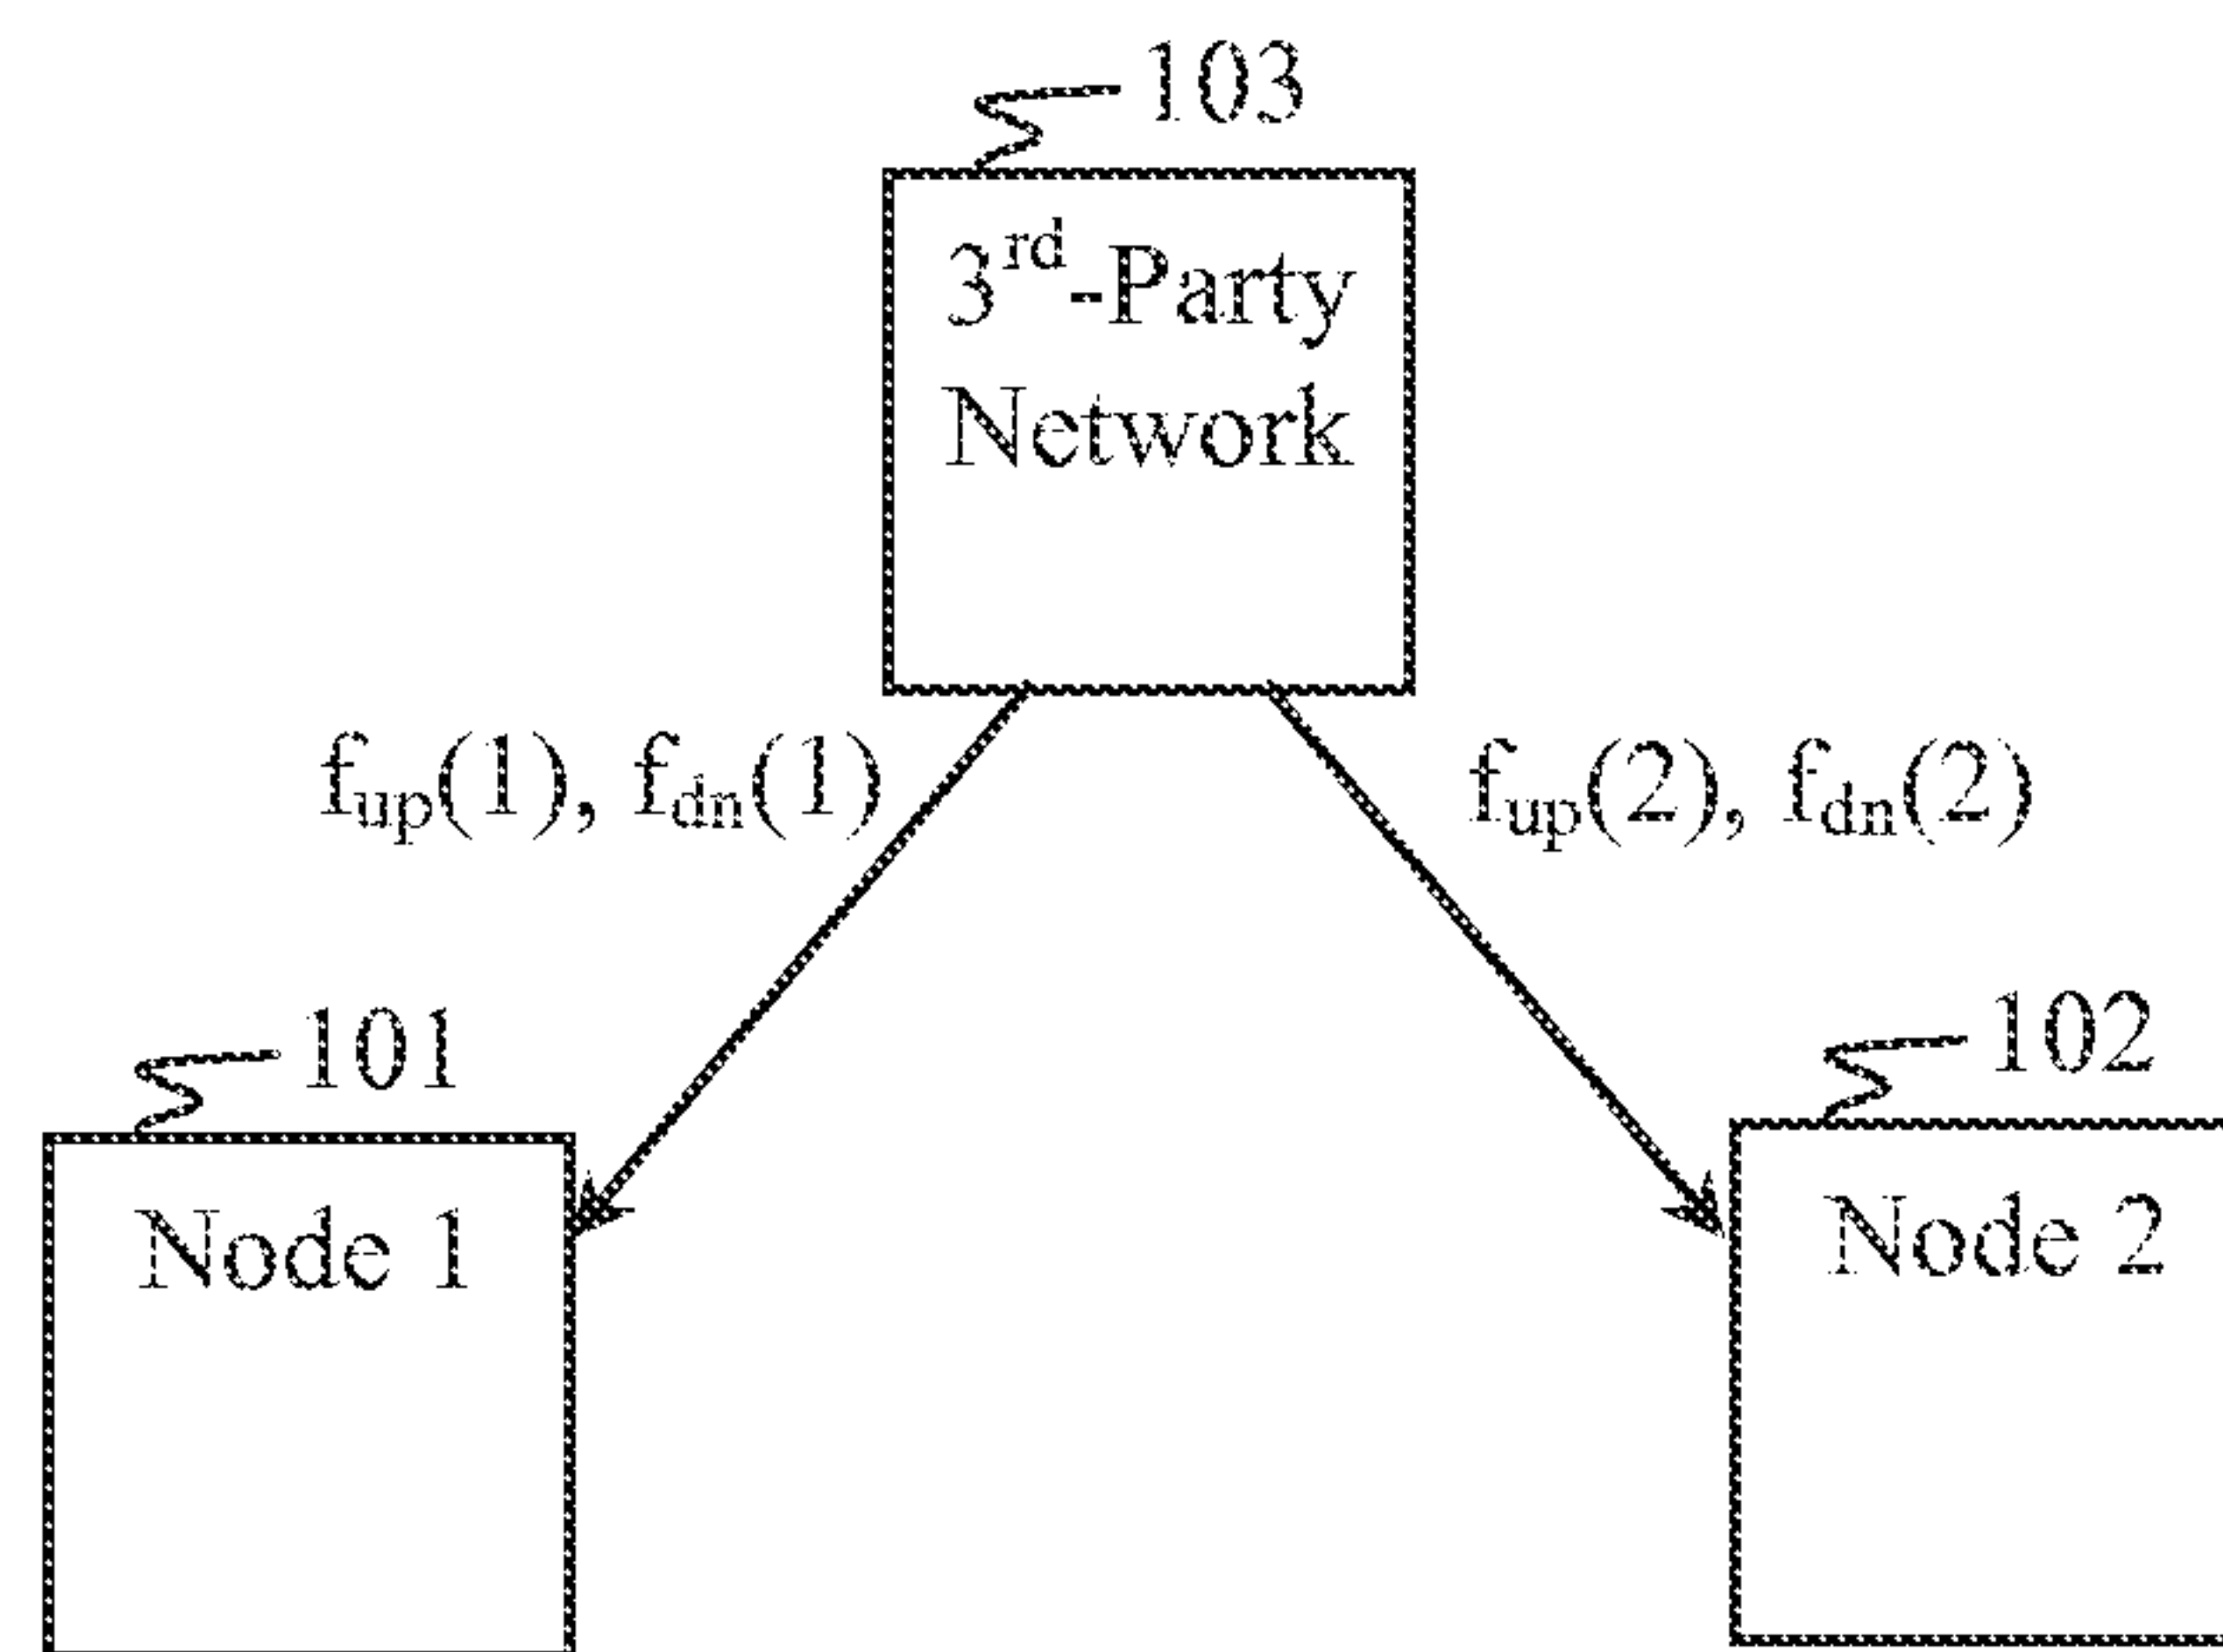 103
3rd-Party
Network
fup(1), fdn(1)
fup(2), fdn(2)
101
102
Node 1
Node 2